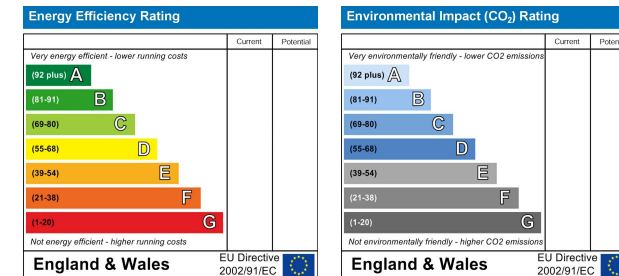 Energy Efficiency Rating
Current Potential
Very energy efficient - lower running costs
(92 plus) A
(81-91) B
(69-80) C
(55-68) D
(39-54) E
(21-38) F
(1-20) G
Not energy efficient - higher running costs
England & Wales
EU Directive
2002/91/EC
Environmental Impact (CO₂) Rating
Current Poten
Very environmentally friendly - lower CO2 emissions
(92 plus) A
(81-91) B
(69-80) C
(55-68) D
(39-54) E
(21-38) F
(1-20) G
Not environmentally friendly - higher CO2 emissions
England & Wales
EU Directive
2002/91/EC